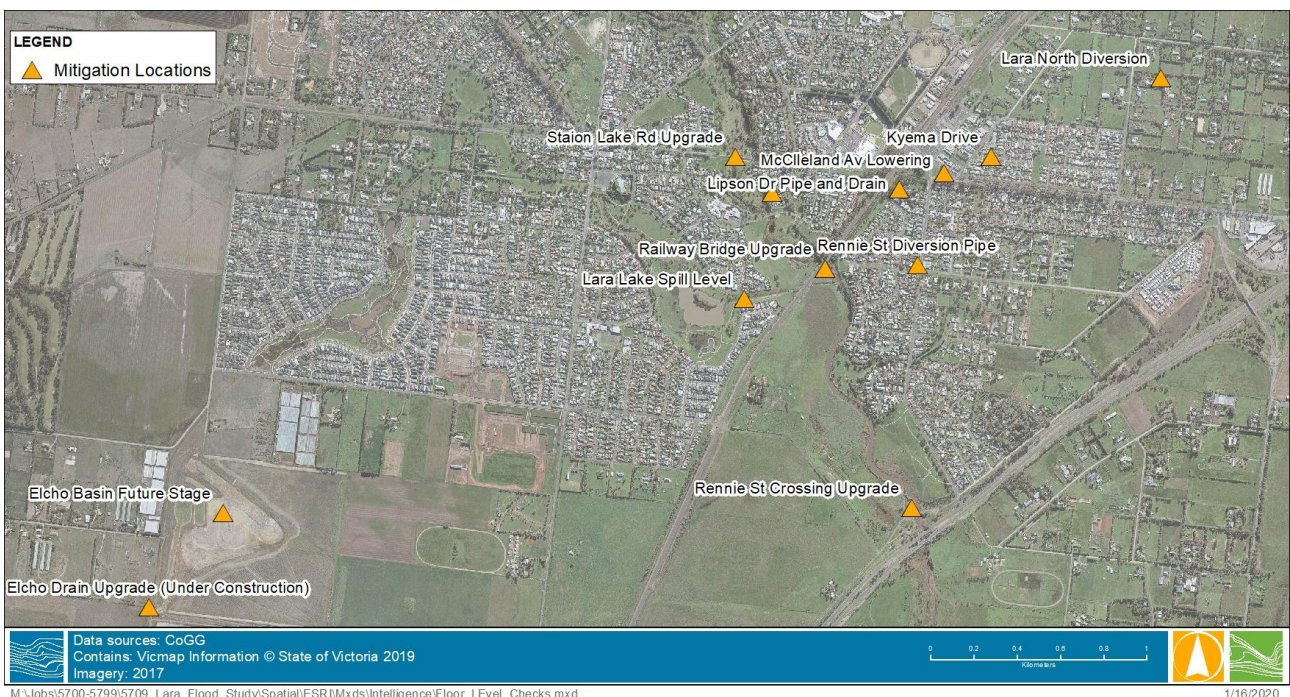 LEGEND
Mitigation Locations
Lara North Diversion
Staion Lake Rd Upgrade
Kyema Drive
McClleland Av Lowering
Lipson Dr Pipe and Drain
Railway Bridge Upgrade
Rennie St Diversion Pipe
Lara Lake Spill Level
Rennie St Crossing Upgrade
Elcho Basin Future Stage
Elcho Drain Upgrade (Under Construction)
Data sources: CoGG
Contains: Vicmap Information © State of Victoria 2019
Imagery: 2017
0 0.2 0.4 0.6 0.8 1
Kilometers
M:\Jobs\5700-5799\5709_Lara_Flood_Study\Spatial\ESRI\Mxds\Intelligence\Floor_LEvel_Checks.mxd
1/16/2020